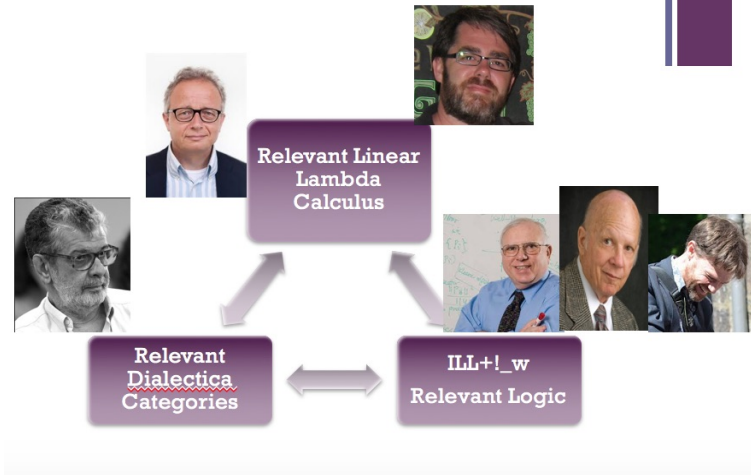 Relevant Linear
Lambda
Calculus
Relevant
Dialectica
Categories
ILL+!_w
Relevant Logic